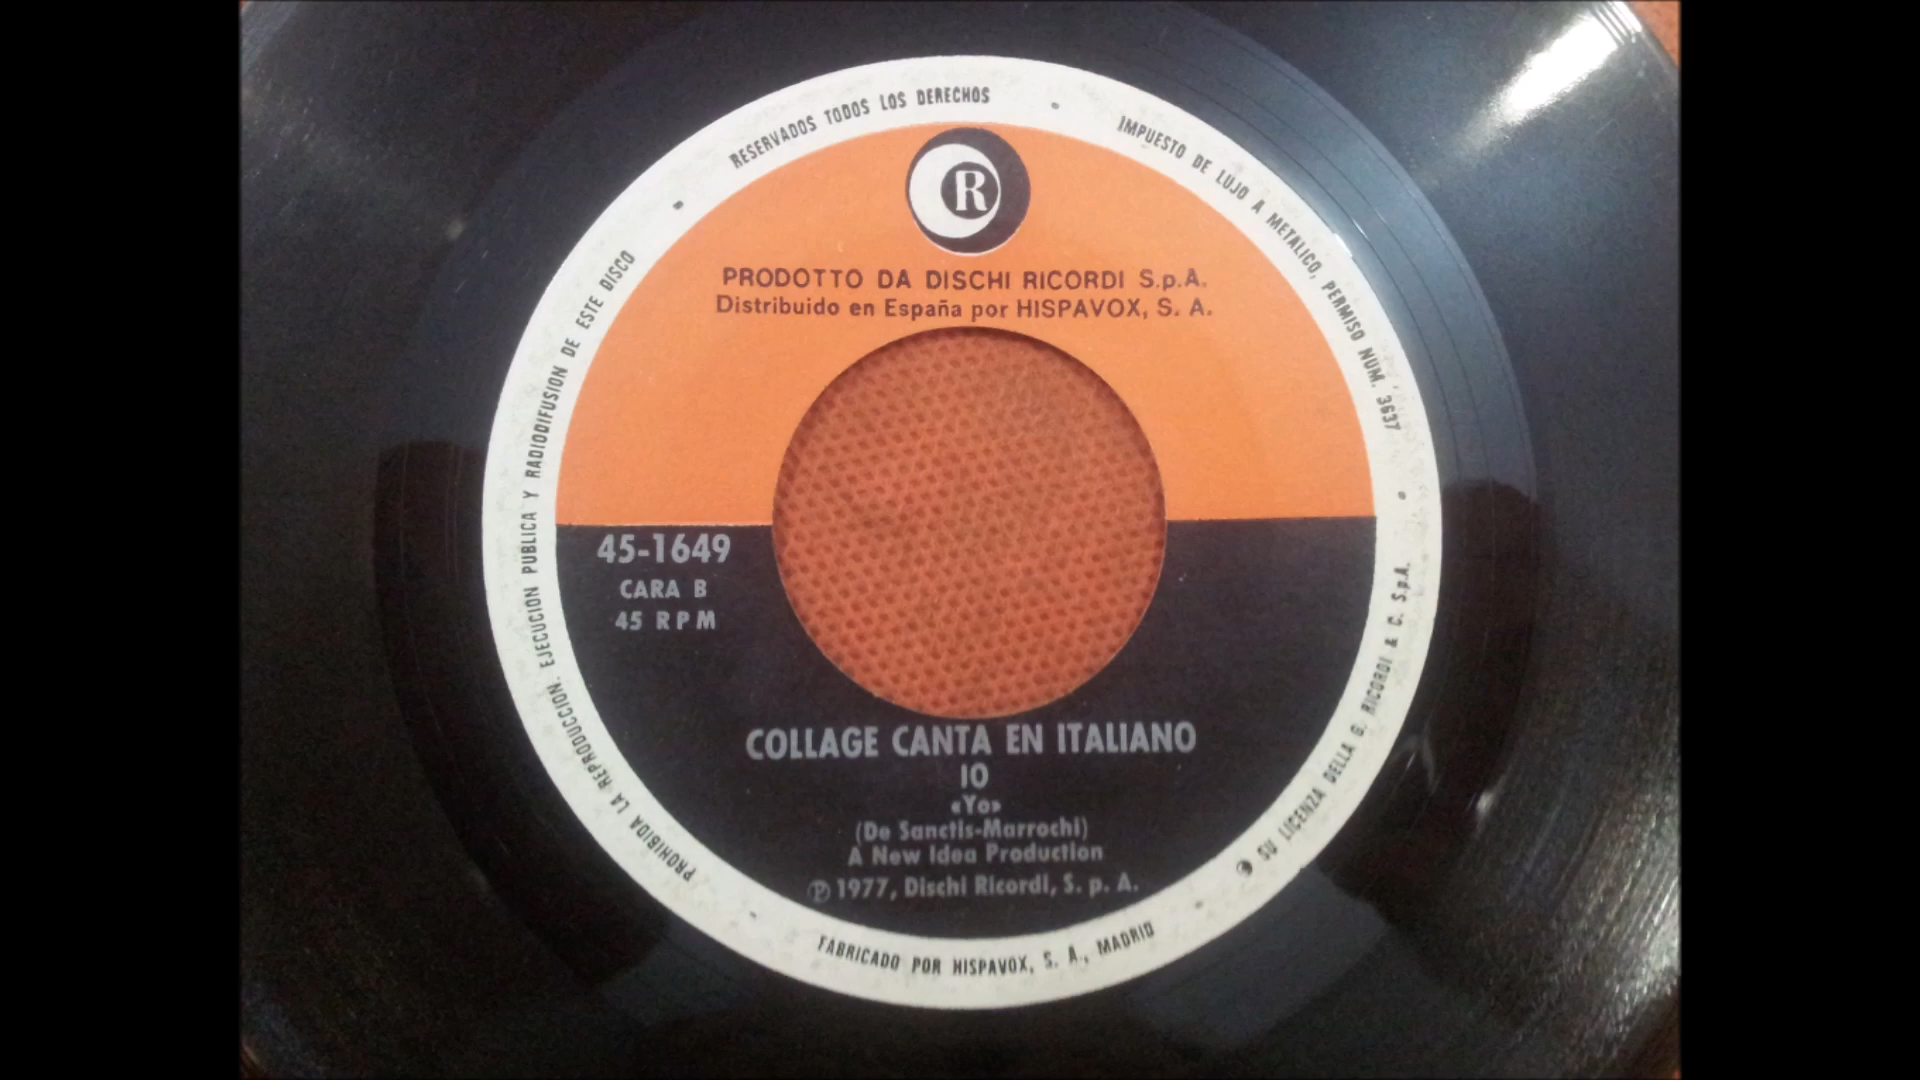 RESERVADOS TODOS LOS DERECHOS
IMPUESTO DE LUJO A METALICO, PERMISO NUM. 3637
SU LICENZA DELLA G. RICORDI & C. S.p.A.
FABRICADO POR HISPAVOX, S. A., MADRID
PROHIBIDA LA REPRODUCCION. EJECUCION PUBLICA Y RADIODIFUSION DE ESTE DISCO
R
PRODOTTO DA DISCHI RICORDI S.p.A.
Distribuido en España por HISPAVOX, S. A.
45-1649
CARA B
45 RPM
COLLAGE CANTA EN ITALIANO
IO
«Yo»
(De Sanctis-Marrochi)
A New Idea Production
℗ 1977, Dischi Ricordi, S. p. A.